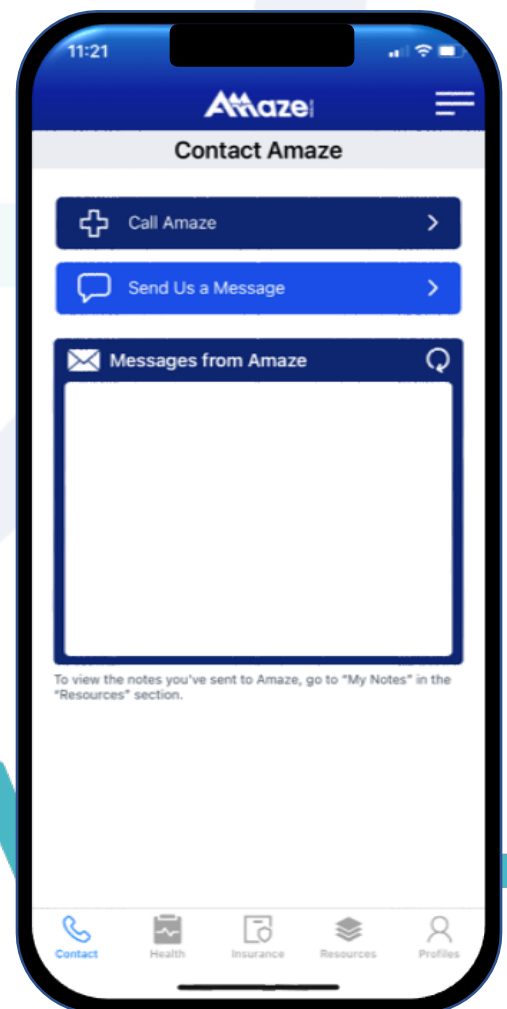 11:21
Amaze
Contact Amaze
Call Amaze
Send Us a Message
Messages from Amaze
To view the notes you've sent to Amaze, go to "My Notes" in the
"Resources" section.
Contact Health Insurance Resources Profiles